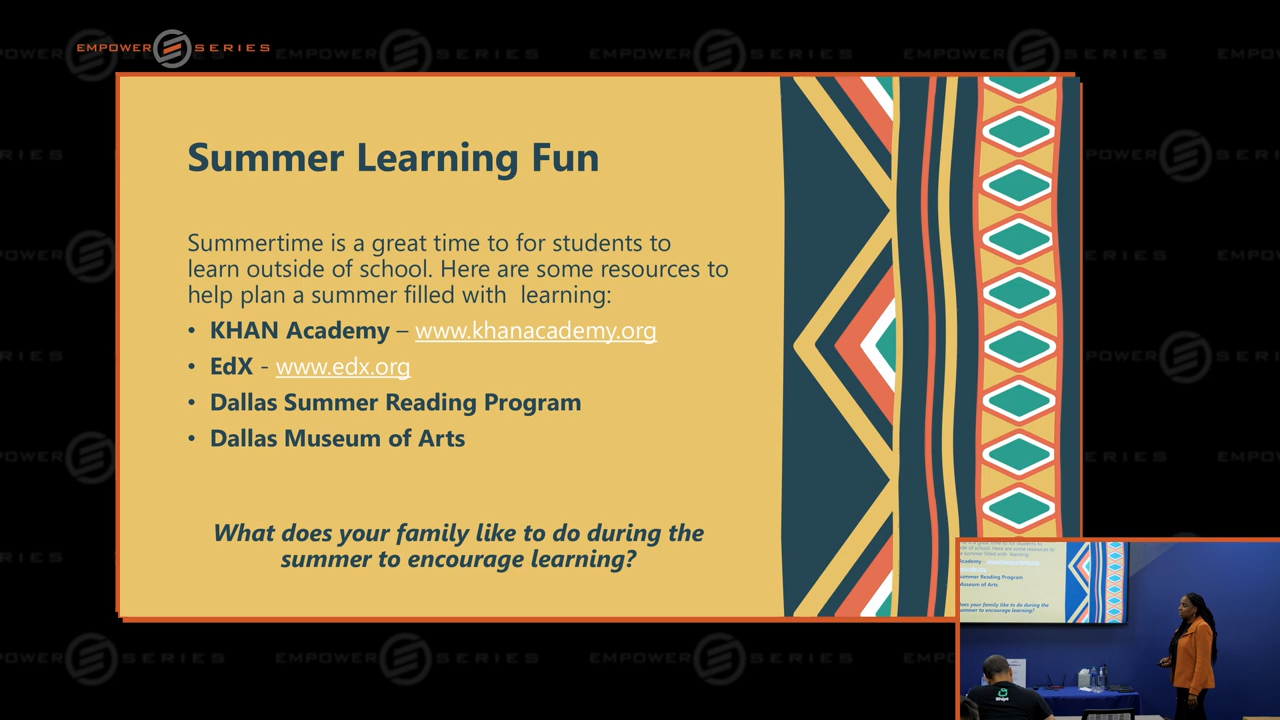 EMPOWER SERIES
Summer Learning Fun
Summertime is a great time to for students to
learn outside of school. Here are some resources to
help plan a summer filled with  learning:
• KHAN Academy – www.khanacademy.org
• EdX - www.edx.org
• Dallas Summer Reading Program
• Dallas Museum of Arts
What does your family like to do during the
summer to encourage learning?